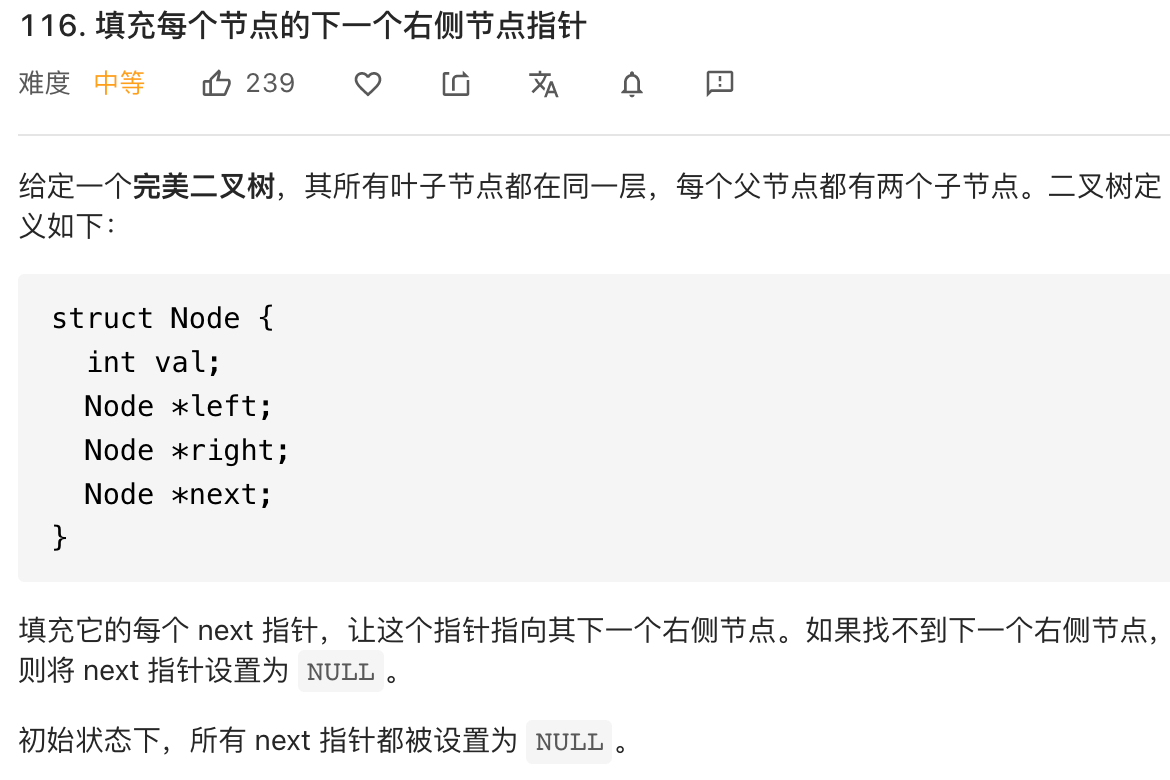 116. 填充每个节点的下一个右侧节点指针
难度 中等 239
给定一个完美二叉树，其所有叶子节点都在同一层，每个父节点都有两个子节点。二叉树定
义如下：
struct Node {
  int val;
  Node *left;
  Node *right;
  Node *next;
}
填充它的每个 next 指针，让这个指针指向其下一个右侧节点。如果找不到下一个右侧节点，
则将 next 指针设置为 NULL 。
初始状态下，所有 next 指针都被设置为 NULL 。